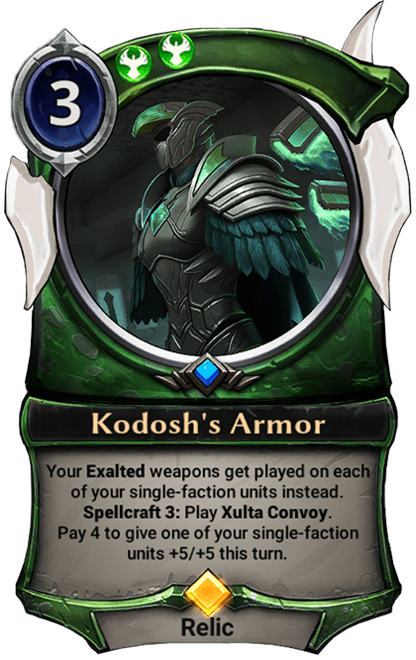 3
Kodosh's Armor
Your Exalted weapons get played on each
of your single-faction units instead.
Spellcraft 3: Play Xulta Convoy.
Pay 4 to give one of your single-faction
units +5/+5 this turn.
Relic